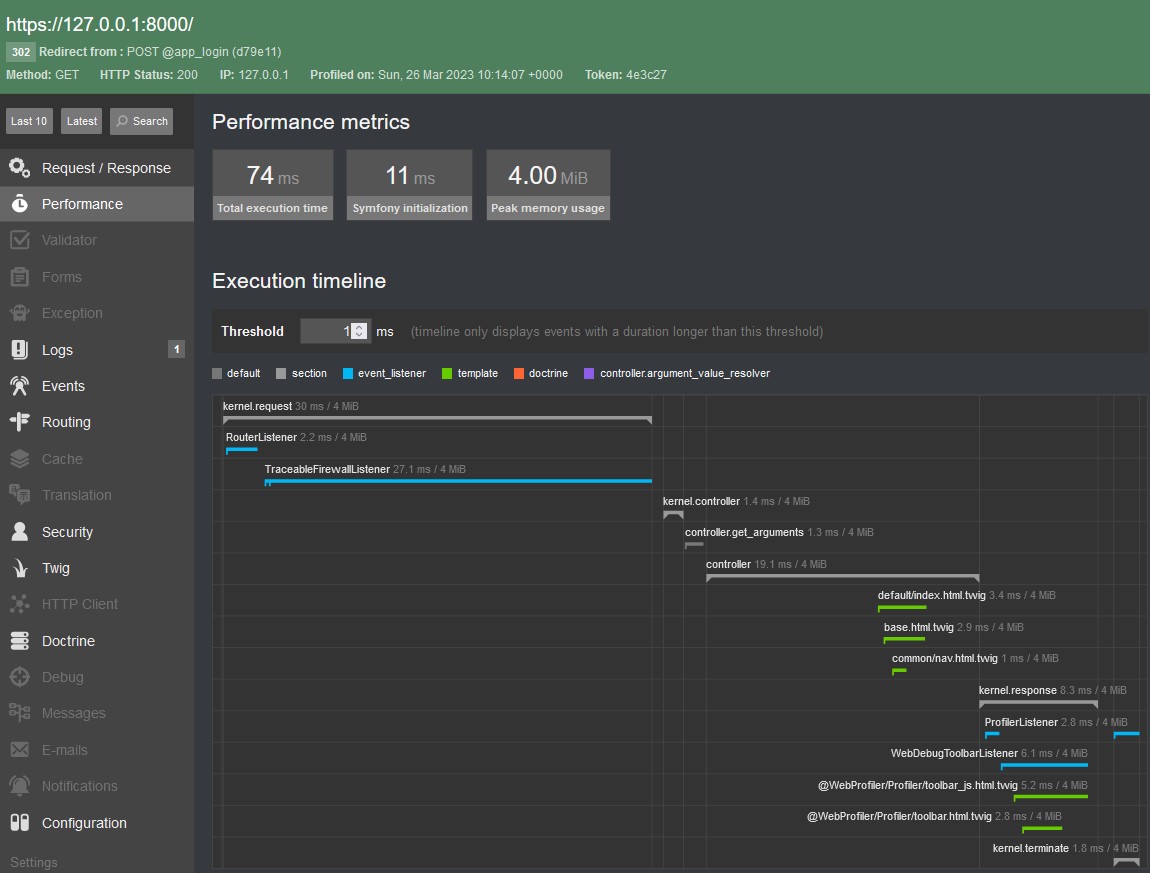 https://127.0.0.1:8000/
302 Redirect from : POST @app_login (d79e11)
Method: GET HTTP Status: 200 IP: 127.0.0.1 Profiled on: Sun, 26 Mar 2023 10:14:07 +0000 Token: 4e3c27
Last 10 Latest Search
Request / Response
Performance
Validator
Forms
Exception
Logs 1
Events
Routing
Cache
Translation
Security
Twig
HTTP Client
Doctrine
Debug
Messages
E-mails
Notifications
Configuration
Settings
Performance metrics
74 ms
Total execution time
11 ms
Symfony initialization
4.00 MiB
Peak memory usage
Execution timeline
Threshold 1 ms (timeline only displays events with a duration longer than this threshold)
default section event_listener template doctrine controller.argument_value_resolver
kernel.request 30 ms / 4 MiB
RouterListener 2.2 ms / 4 MiB
TraceableFirewallListener 27.1 ms / 4 MiB
kernel.controller 1.4 ms / 4 MiB
controller.get_arguments 1.3 ms / 4 MiB
controller 19.1 ms / 4 MiB
default/index.html.twig 3.4 ms / 4 MiB
base.html.twig 2.9 ms / 4 MiB
common/nav.html.twig 1 ms / 4 MiB
kernel.response 8.3 ms / 4 MiB
ProfilerListener 2.8 ms / 4 MiB
WebDebugToolbarListener 6.1 ms / 4 MiB
@WebProfiler/Profiler/toolbar_js.html.twig 5.2 ms / 4 MiB
@WebProfiler/Profiler/toolbar.html.twig 2.8 ms / 4 MiB
kernel.terminate 1.8 ms / 4 MiB